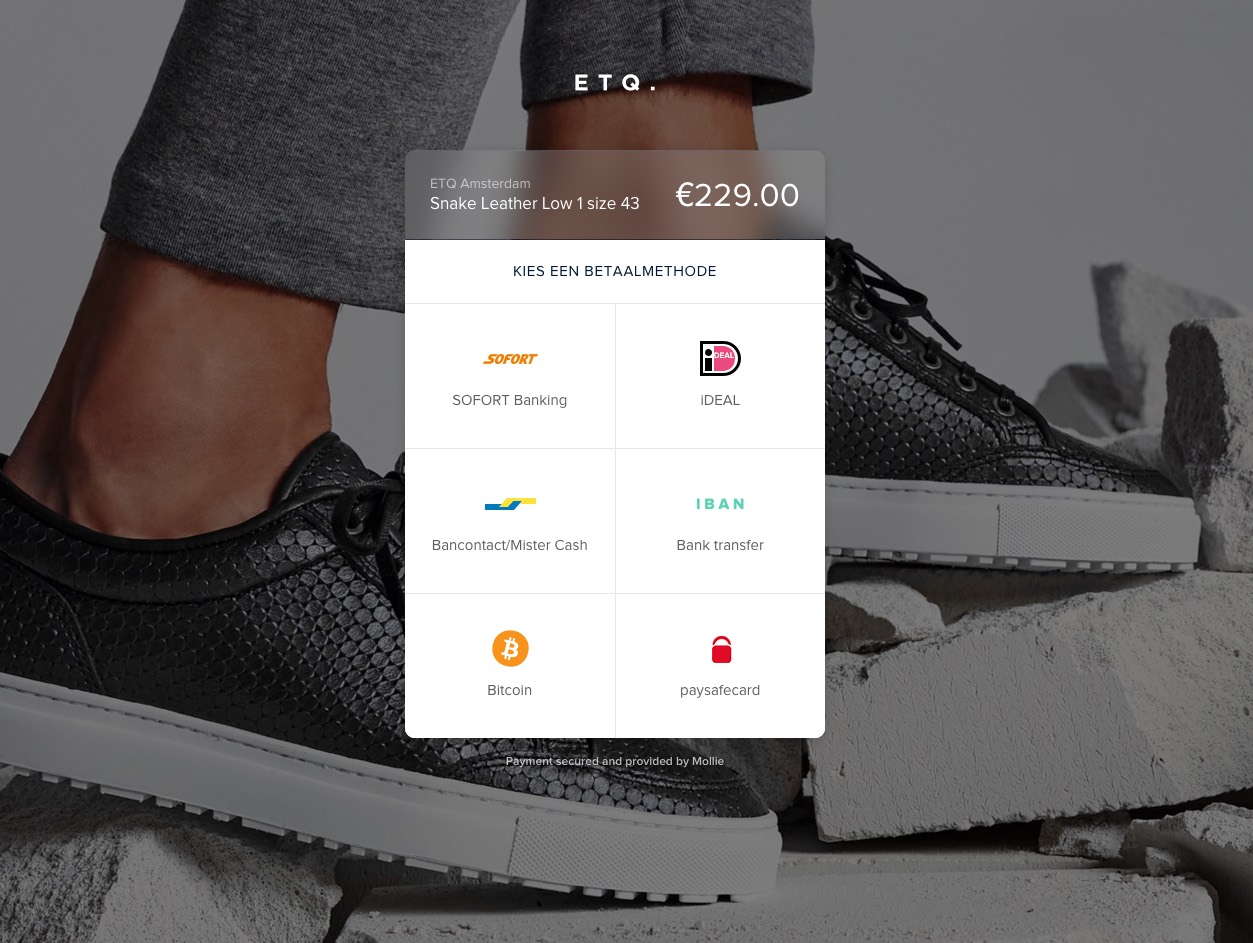 ETQ.
ETQ Amsterdam
Snake Leather Low 1 size 43
€229.00
KIES EEN BETAALMETHODE
SOFORT
iDEAL
SOFORT Banking
iDEAL
IBAN
Bancontact/Mister Cash
Bank transfer
Bitcoin
paysafecard
Payment secured and provided by Mollie